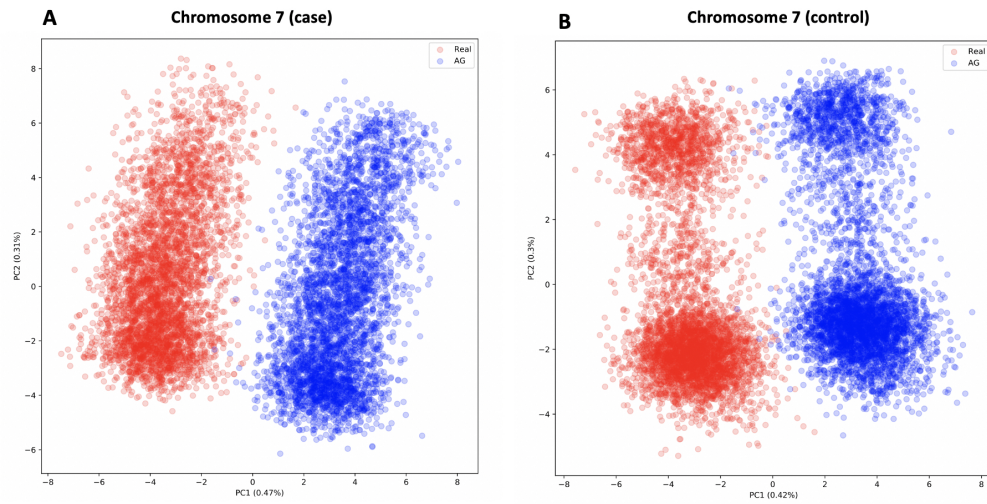 A
Chromosome 7 (case)
Real
AG
8
6
4
2
0
−2
−4
−6
PC2 (0.31%)
−8
−6
−4
−2
0
2
4
6
8
PC1 (0.47%)
B
Chromosome 7 (control)
Real
AG
6
4
2
0
−2
−4
PC2 (0.3%)
−8
−6
−4
−2
0
2
4
6
8
PC1 (0.42%)